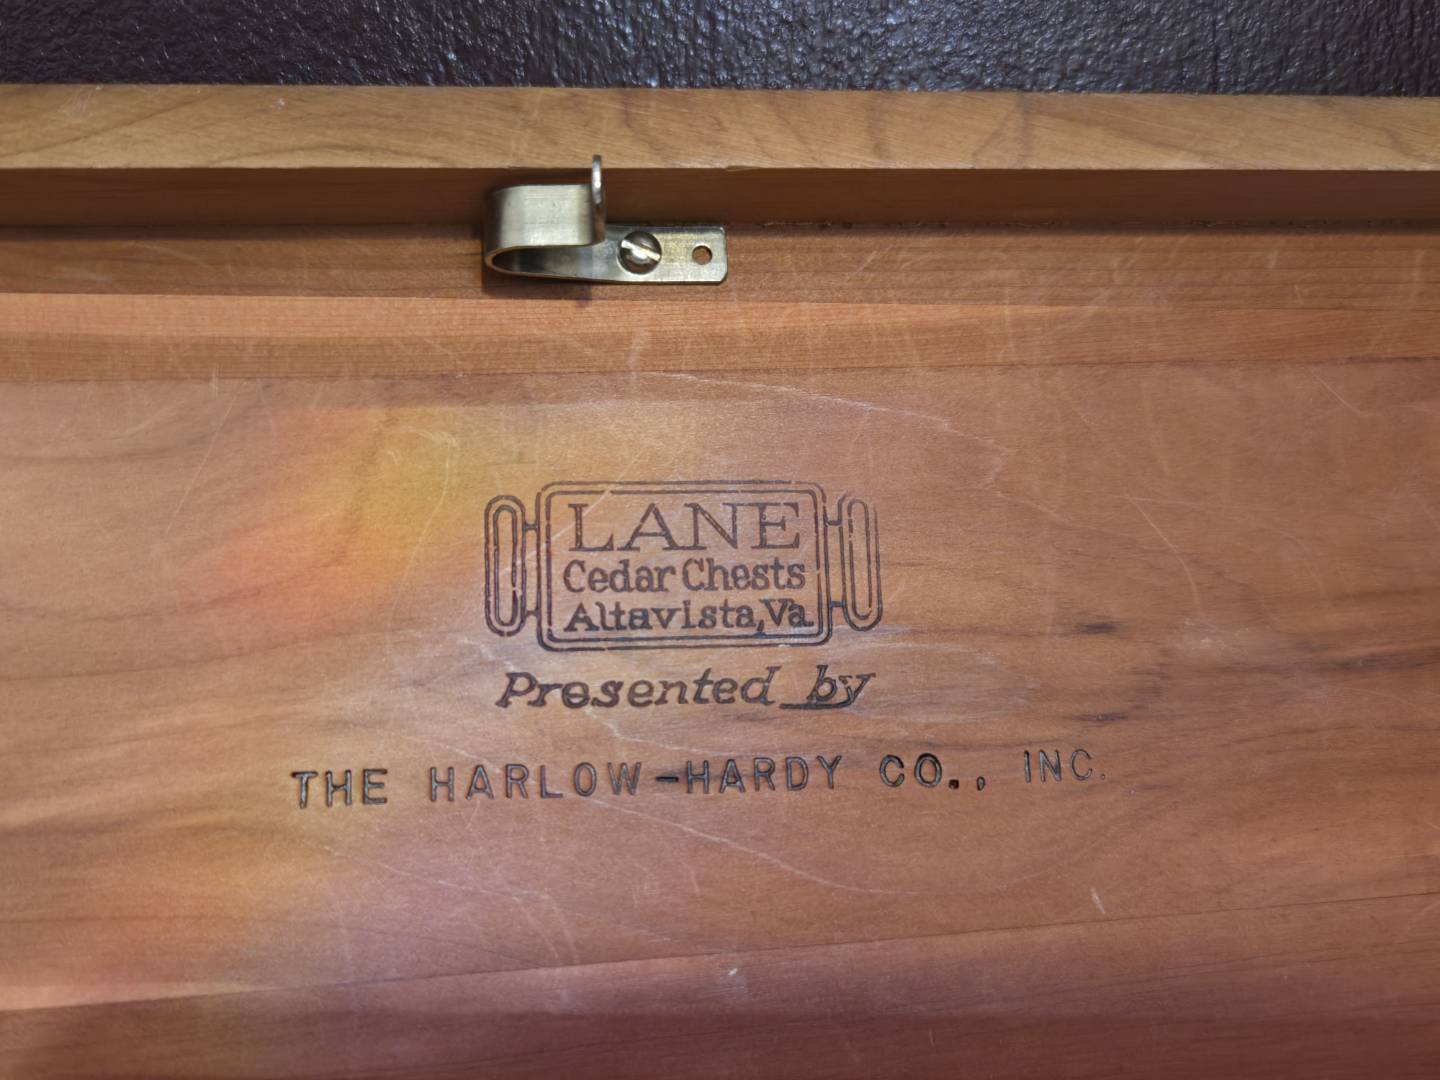 LANE
Cedar Chests
Altavista, Va.
Presented by
THE HARLOW-HARDY CO., INC.